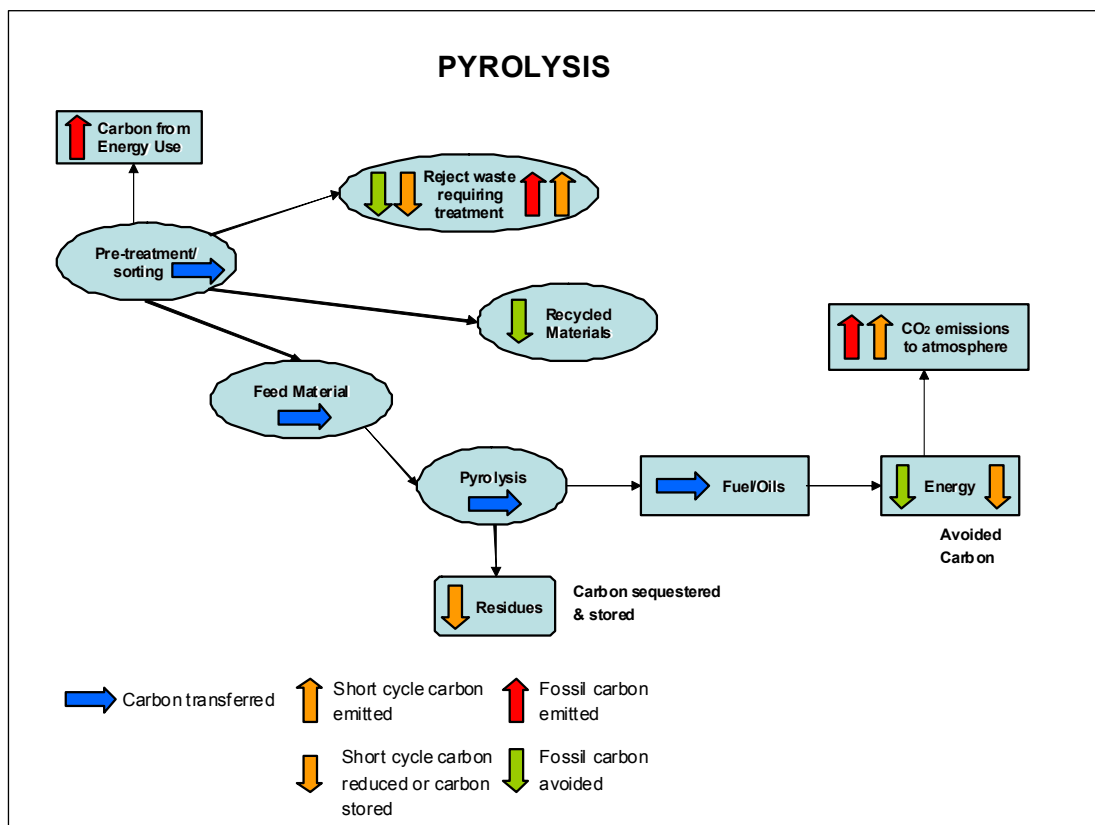 PYROLYSIS
Carbon from
Energy Use
Reject waste
requiring
treatment
Pre-treatment/
sorting
Recycled
Materials
CO₂ emissions
to atmosphere
Feed Material
Pyrolysis
Fuel/Oils
Energy
Avoided
Carbon
Residues
Carbon sequestered
& stored
Carbon transferred
Short cycle carbon
emitted
Fossil carbon
emitted
Short cycle carbon
reduced or carbon
stored
Fossil carbon
avoided